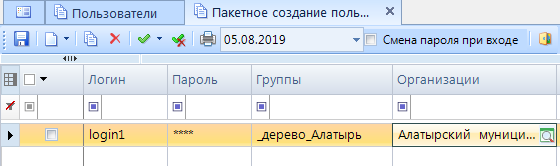 Пользователи
Пакетное создание поль...
05.08.2019
Смена пароля при входе
Логин Пароль Группы Организации
login1 **** _дерево_Алатырь Алатырский муници...